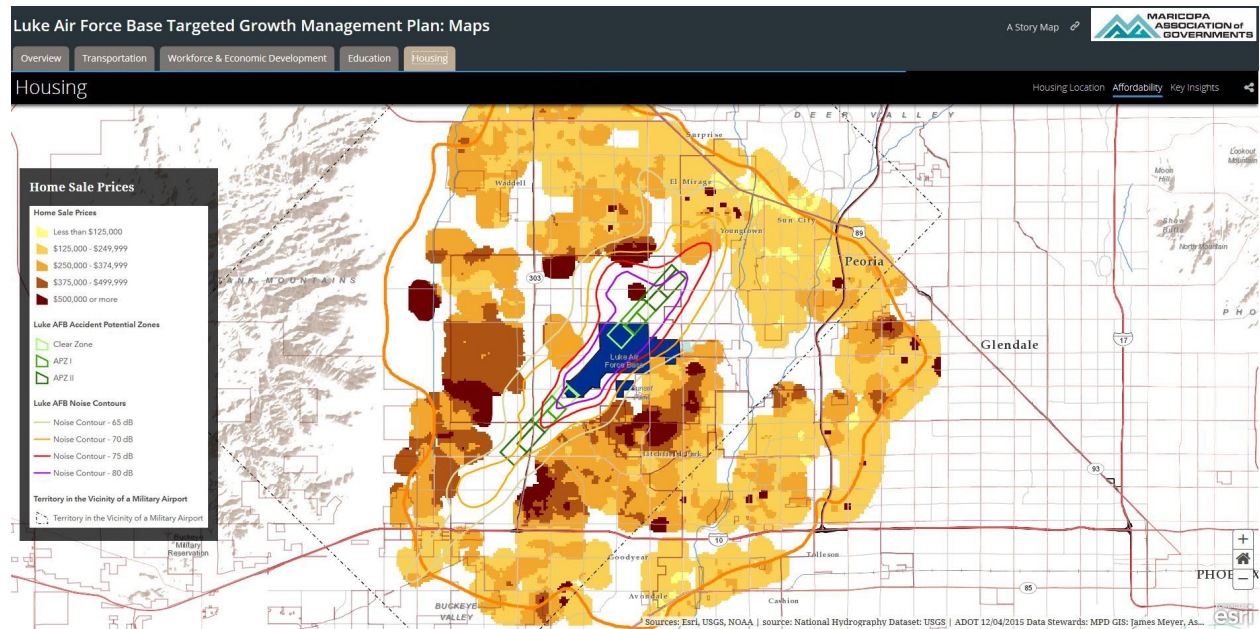 Luke Air Force Base Targeted Growth Management Plan: Maps
A Story Map
MARICOPA
ASSOCIATION of
GOVERNMENTS
Overview
Transportation
Workforce & Economic Development
Education
Housing
Housing
Housing Location
Affordability
Key Insights
Home Sale Prices
Home Sale Prices
Less than $125,000
$125,000 - $249,999
$250,000 - $374,999
$375,000 - $499,999
$500,000 or more
Luke AFB Accident Potential Zones
Clear Zone
APZ I
APZ II
Luke AFB Noise Contours
Noise Contour - 65 dB
Noise Contour - 70 dB
Noise Contour - 75 dB
Noise Contour - 80 dB
Territory in the Vicinity of a Military Airport
Territory in the Vicinity of a Military Airport
DEER VALLEY
Surprise
Lookout
Mountain
Moon
Hill
Waddell
El Mirage
Sun City
Youngtown
89
North Mountain
Peoria
303
MOUNTAINS
Glendale
17
Luke Air
Force Base
Litchfield Park
93
10
Buckeye
Military
Reservation
Goodyear
Tolleson
PHOE
85
Avondale
Cashion
BUCKEYE
VALLEY
Sources: Esri, USGS, NOAA | source: National Hydrography Dataset: USGS | ADOT 12/04/2015 Data Stewards: MPD GIS: James Meyer, As...
esri